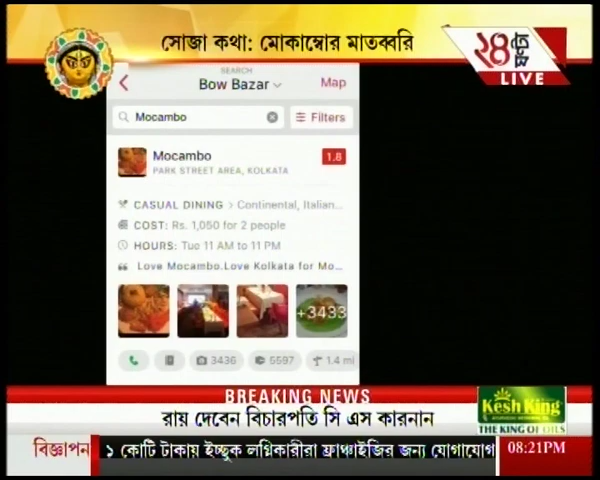 সোজা কথা: মোকাম্বোর মাতব্বরি
২৪ ঘণ্টা
LIVE
SEARCH
Bow Bazar
Map
Mocambo
Filters
Mocambo
1.8
PARK STREET AREA, KOLKATA
CASUAL DINING > Continental, Italian...
COST: Rs. 1,050 for 2 people
HOURS: Tue 11 AM to 11 PM
Love Mocambo.Love Kolkata for Mo...
+3433
3436
5597
1.4 mi
BREAKING NEWS
রায় দেবেন বিচারপতি সি এস কারনান
Kesh King
THE KING OF OILS
বিজ্ঞাপন
১ কোটি টাকায় ইচ্ছুক লগ্নিকারীরা ফ্রাঞ্চাইজির জন্য যোগাযোগ
08:21PM